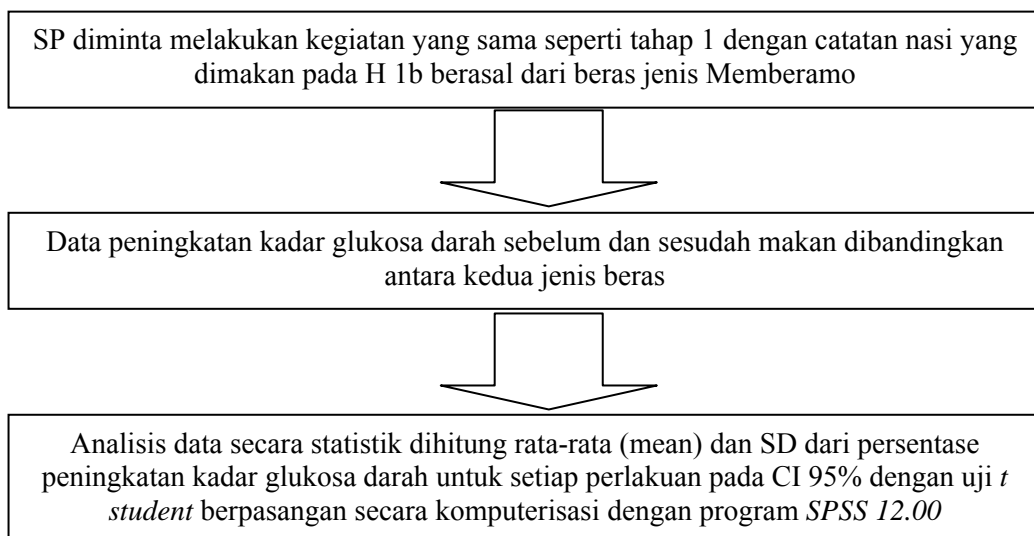 SP diminta melakukan kegiatan yang sama seperti tahap 1 dengan catatan nasi yang
dimakan pada H 1b berasal dari beras jenis Memberamo
Data peningkatan kadar glukosa darah sebelum dan sesudah makan dibandingkan
antara kedua jenis beras
Analisis data secara statistik dihitung rata-rata (mean) dan SD dari persentase
peningkatan kadar glukosa darah untuk setiap perlakuan pada CI 95% dengan uji t
student berpasangan secara komputerisasi dengan program SPSS 12.00